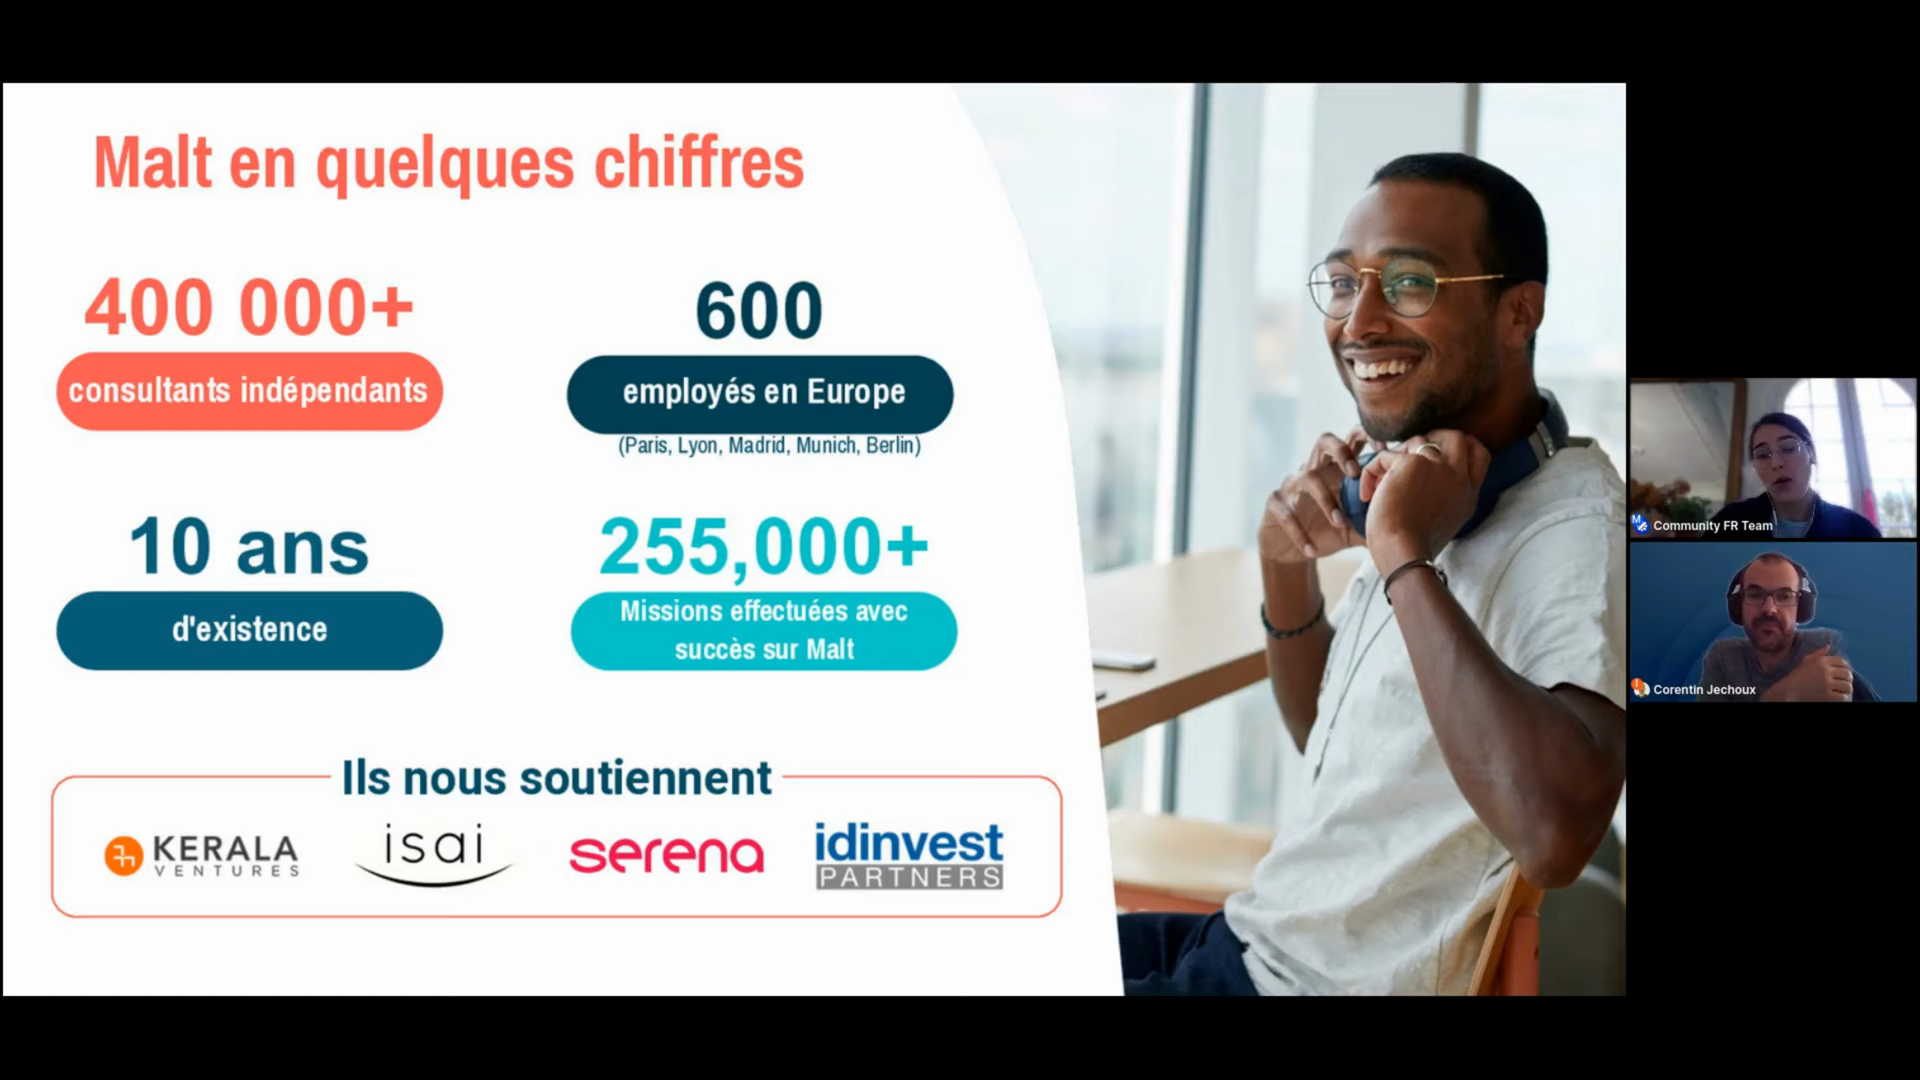 Malt en quelques chiffres
400 000+
consultants indépendants
600
employés en Europe
(Paris, Lyon, Madrid, Munich, Berlin)
10 ans
d'existence
255,000+
Missions effectuées avec
succès sur Malt
Ils nous soutiennent
KERALA
VENTURES
isai
serena
idinvest
PARTNERS
Community FR Team
Corentin Jechoux